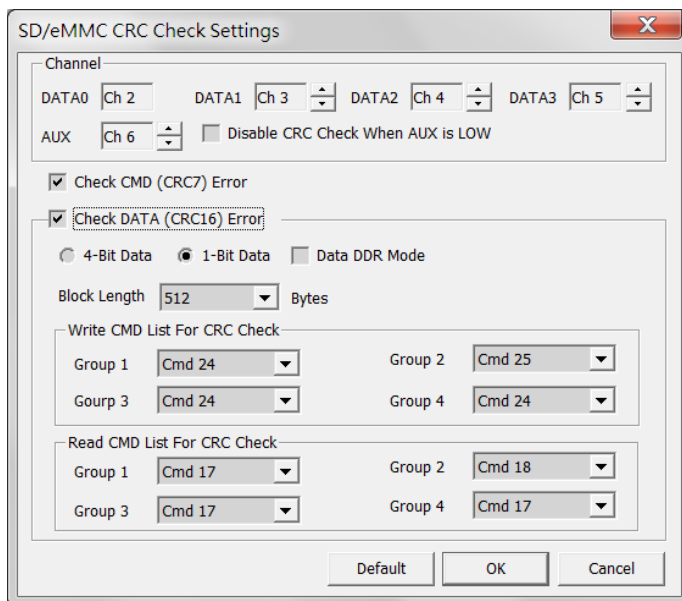 SD/eMMC CRC Check Settings
Channel
DATA0 Ch 2 DATA1 Ch 3 DATA2 Ch 4 DATA3 Ch 5
AUX Ch 6 Disable CRC Check When AUX is LOW
Check CMD (CRC7) Error
Check DATA (CRC16) Error
4-Bit Data 1-Bit Data Data DDR Mode
Block Length 512 Bytes
Write CMD List For CRC Check
Group 1 Cmd 24 Group 2 Cmd 25
Gourp 3 Cmd 24 Group 4 Cmd 24
Read CMD List For CRC Check
Group 1 Cmd 17 Group 2 Cmd 18
Group 3 Cmd 17 Group 4 Cmd 17
Default OK Cancel